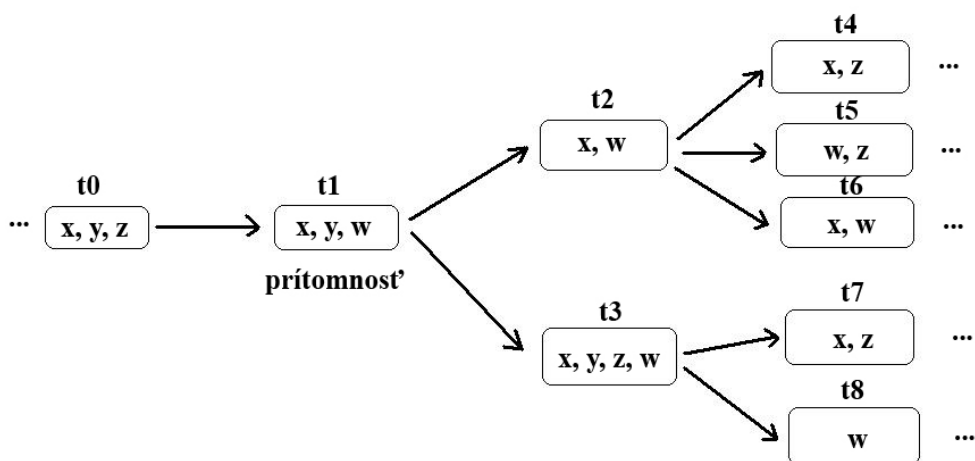 t0
... x, y, z
t1
x, y, w
prítomnosť
t2
x, w
t3
x, y, z, w
t4
x, z ...
t5
w, z ...
t6
x, w ...
t7
x, z ...
t8
w ...